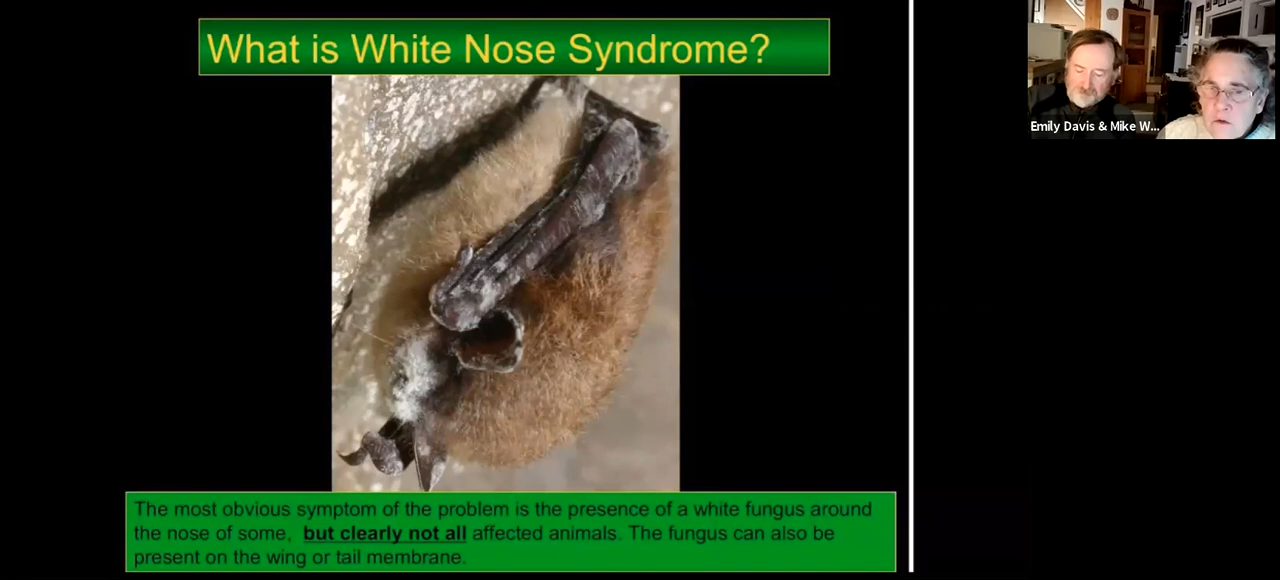 What is White Nose Syndrome?
Emily Davis & Mike W...
The most obvious symptom of the problem is the presence of a white fungus around
the nose of some, but clearly not all affected animals. The fungus can also be
present on the wing or tail membrane.